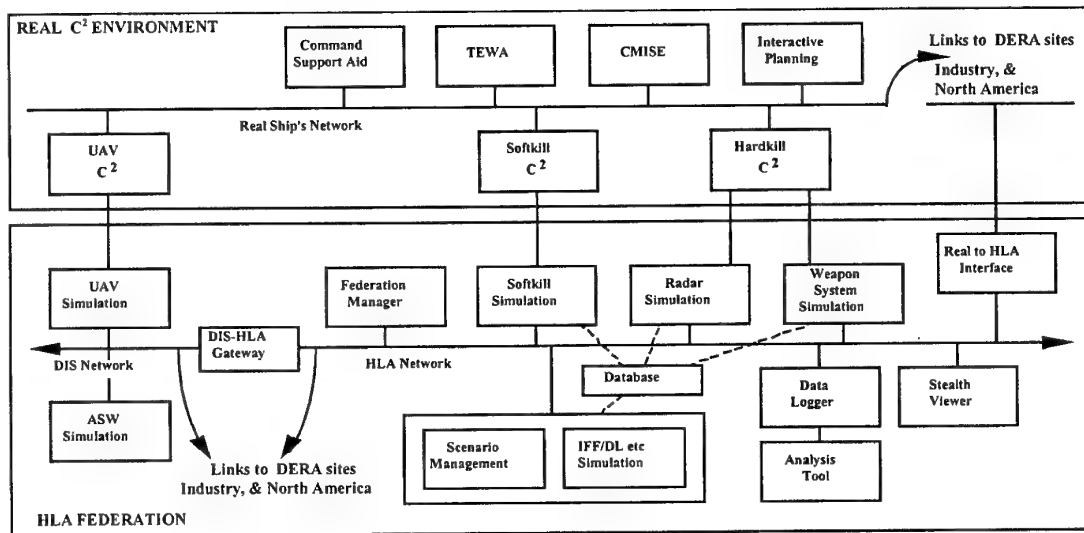 REAL C² ENVIRONMENT
Command
Support Aid
TEWA
CMISE
Interactive
Planning
Links to DERA sites
Industry, &
North America
Real Ship's Network
UAV
C²
Softkill
C²
Hardkill
C²
UAV
Simulation
Federation
Manager
Softkill
Simulation
Radar
Simulation
Weapon
System
Simulation
Real to HLA
Interface
DIS-HLA
Gateway
DIS Network
HLA Network
Database
ASW
Simulation
Data
Logger
Stealth
Viewer
Scenario
Management
IFF/DL etc
Simulation
Analysis
Tool
Links to DERA sites
Industry, & North America
HLA FEDERATION